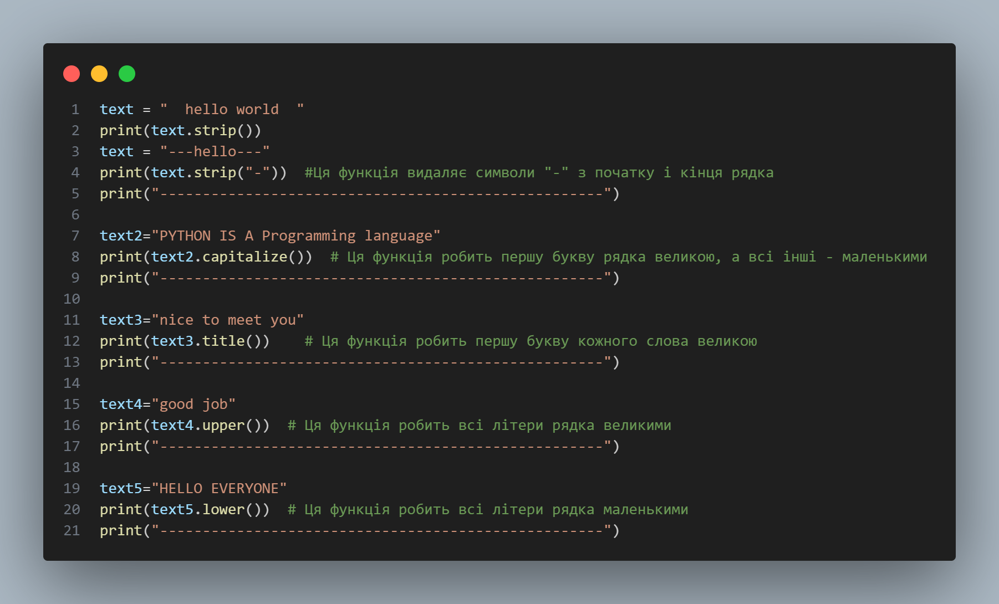 1 text = "  hello world  "
2 print(text.strip())
3 text = "---hello---"
4 print(text.strip("-"))  #Ця функція видаляє символи "-" з початку і кінця рядка
5 print("----------------------------------------------------")
6
7 text2="PYTHON IS A Programming language"
8 print(text2.capitalize())  # Ця функція робить першу букву рядка великою, а всі інші - маленькими
9 print("----------------------------------------------------")
10
11 text3="nice to meet you"
12 print(text3.title())    # Ця функція робить першу букву кожного слова великою
13 print("----------------------------------------------------")
14
15 text4="good job"
16 print(text4.upper())  # Ця функція робить всі літери рядка великими
17 print("----------------------------------------------------")
18
19 text5="HELLO EVERYONE"
20 print(text5.lower())  # Ця функція робить всі літери рядка маленькими
21 print("----------------------------------------------------")